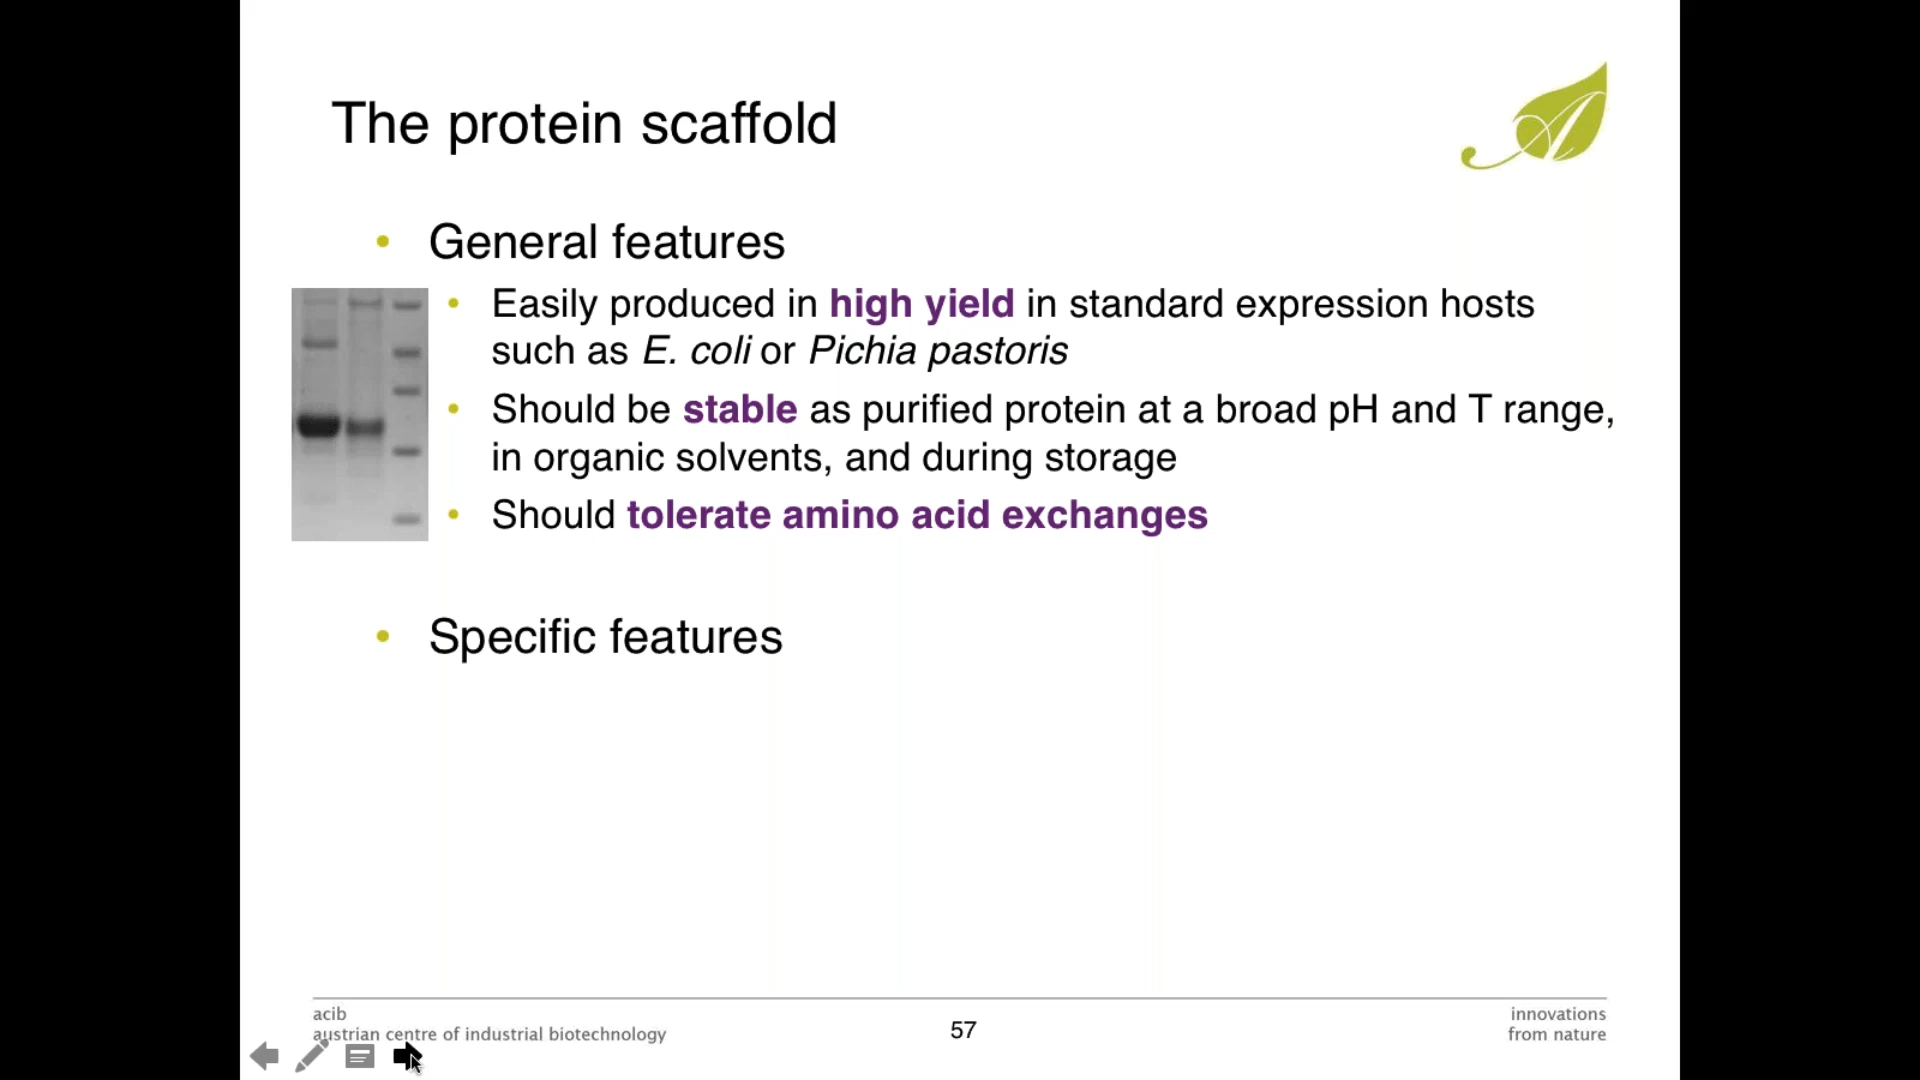 The protein scaffold
• General features
• Easily produced in high yield in standard expression hosts
such as E. coli or Pichia pastoris
• Should be stable as purified protein at a broad pH and T range,
in organic solvents, and during storage
• Should tolerate amino acid exchanges
• Specific features
acib
austrian centre of industrial biotechnology
57
innovations
from nature